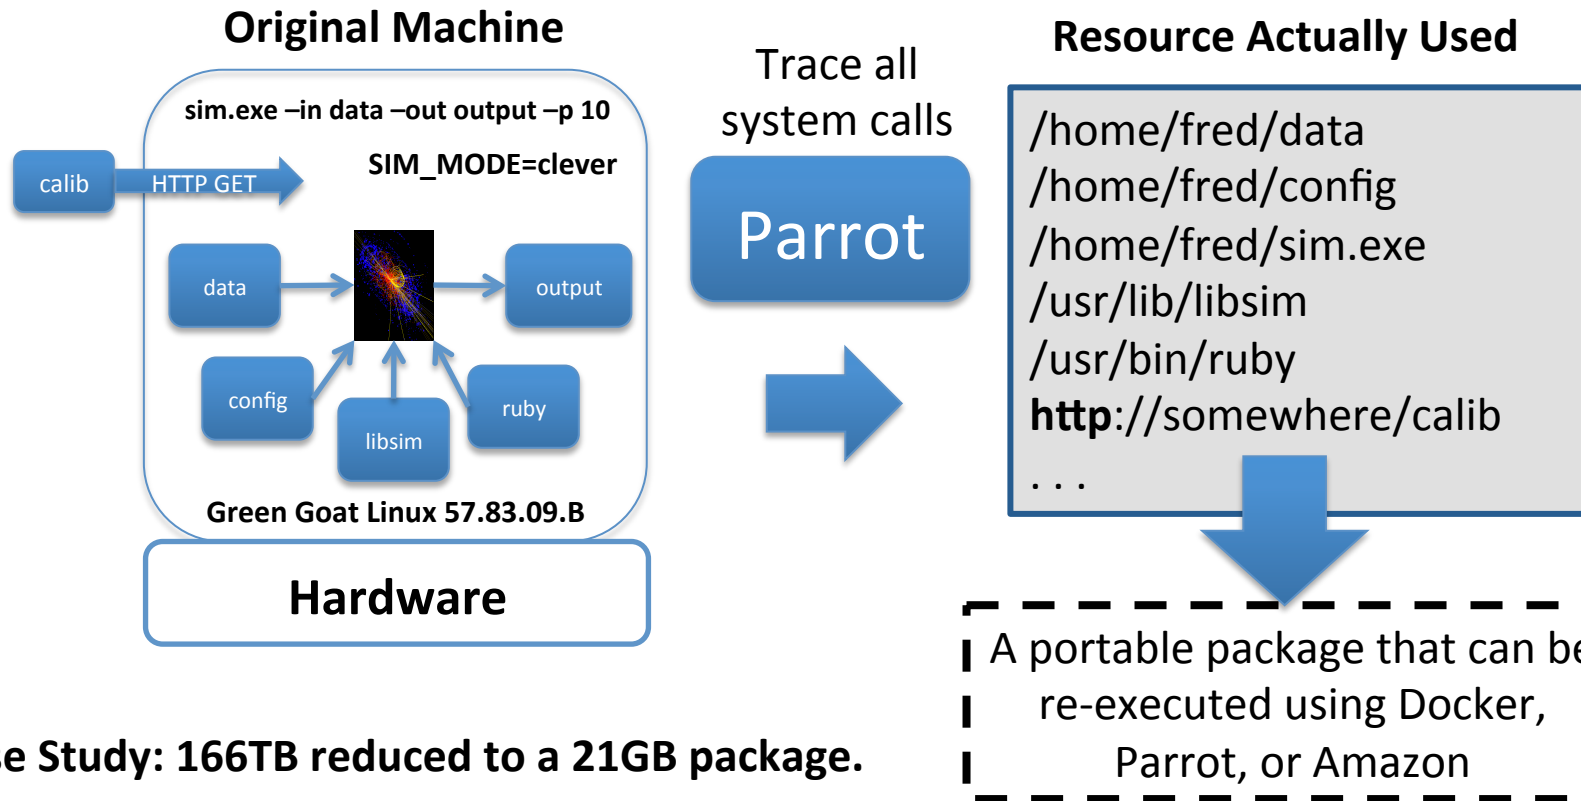 Original Machine
sim.exe –in data –out output –p 10
SIM_MODE=clever
calib
HTTP GET
data
output
config
libsim
ruby
Green Goat Linux 57.83.09.B
Hardware
Trace all
system calls
Parrot
Resource Actually Used
/home/fred/data
/home/fred/config
/home/fred/sim.exe
/usr/lib/libsim
/usr/bin/ruby
http://somewhere/calib
. . .
A portable package that can be
re-executed using Docker,
Parrot, or Amazon
se Study: 166TB reduced to a 21GB package.